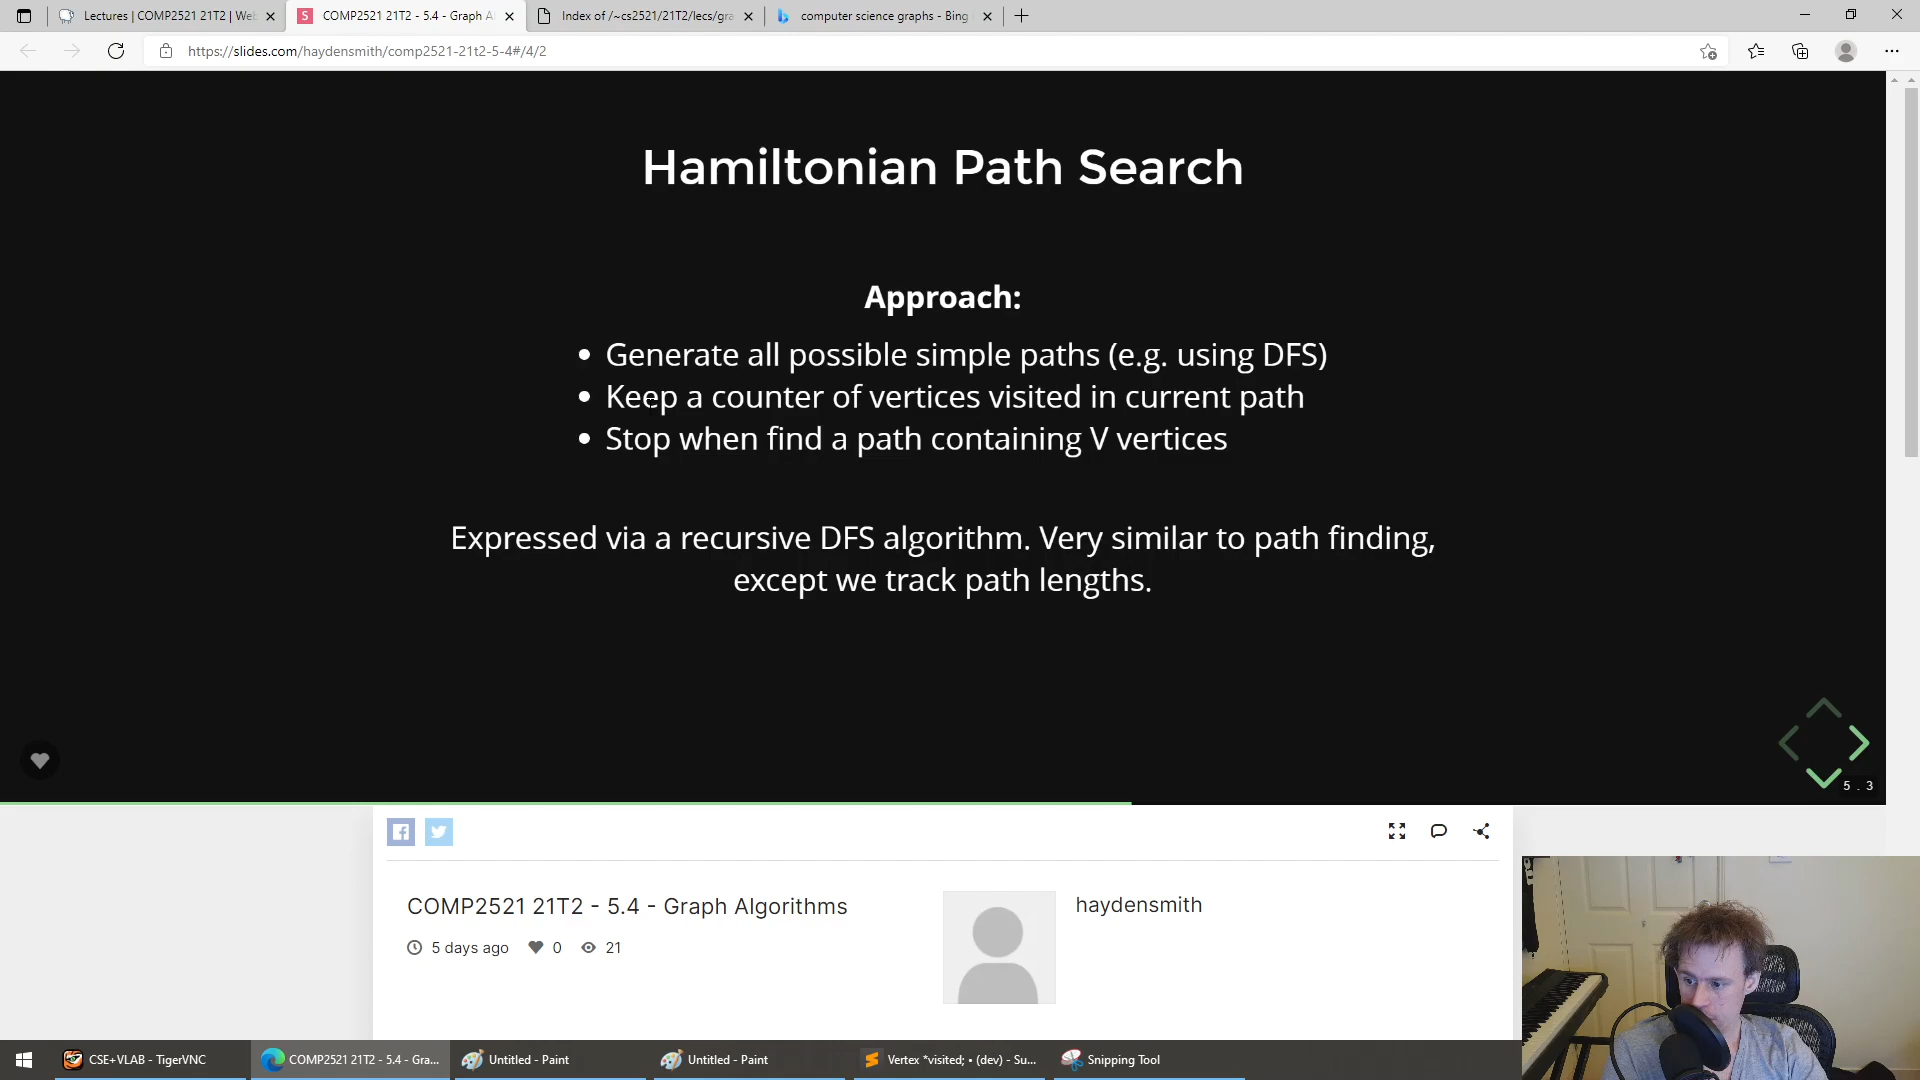 Lectures | COMP2521 21T2 | Web
COMP2521 21T2 - 5.4 - Graph Al
Index of /~cs2521/21T2/lecs/gra
computer science graphs - Bing
https://slides.com/haydensmith/comp2521-21t2-5-4#/4/2
Hamiltonian Path Search
Approach:
• Generate all possible simple paths (e.g. using DFS)
• Keep a counter of vertices visited in current path
• Stop when find a path containing V vertices
Expressed via a recursive DFS algorithm. Very similar to path finding,
except we track path lengths.
5 . 3
COMP2521 21T2 - 5.4 - Graph Algorithms
haydensmith
5 days ago 0 21
CSE+VLAB - TigerVNC
COMP2521 21T2 - 5.4 - Gra...
Untitled - Paint
Untitled - Paint
Vertex *visited; • (dev) - Su...
Snipping Tool